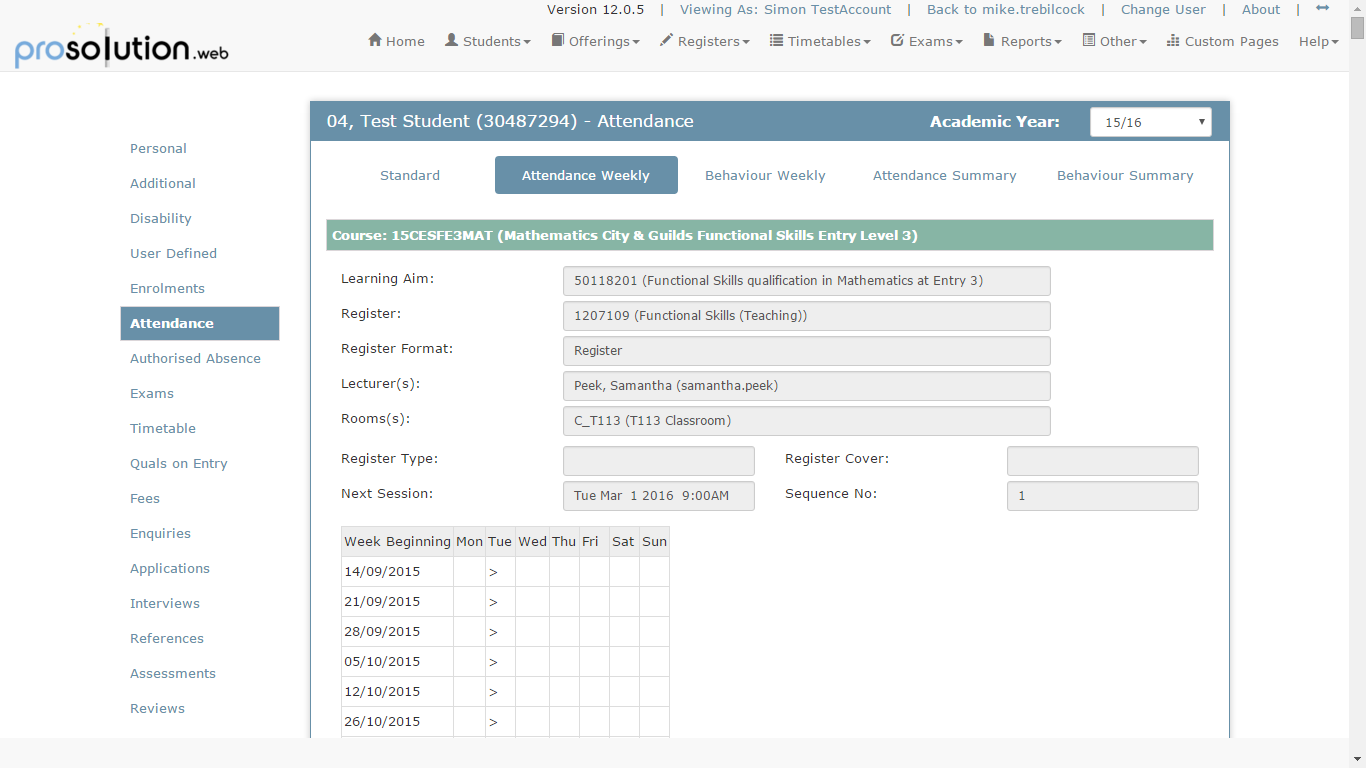 Version 12.0.5 | Viewing As: Simon TestAccount | Back to mike.trebilcock | Change User | About |
prosolution.web
Home Students Offerings Registers Timetables Exams Reports Other Custom Pages Help
04, Test Student (30487294) - Attendance Academic Year: 15/16
Personal
Additional
Disability
User Defined
Enrolments
Attendance
Authorised Absence
Exams
Timetable
Quals on Entry
Fees
Enquiries
Applications
Interviews
References
Assessments
Reviews
Standard Attendance Weekly Behaviour Weekly Attendance Summary Behaviour Summary
Course: 15CESFE3MAT (Mathematics City & Guilds Functional Skills Entry Level 3)
Learning Aim: 50118201 (Functional Skills qualification in Mathematics at Entry 3)
Register: 1207109 (Functional Skills (Teaching))
Register Format: Register
Lecturer(s): Peek, Samantha (samantha.peek)
Rooms(s): C_T113 (T113 Classroom)
Register Type: Register Cover:
Next Session: Tue Mar 1 2016 9:00AM Sequence No: 1
Week Beginning Mon Tue Wed Thu Fri Sat Sun
14/09/2015 >
21/09/2015 >
28/09/2015 >
05/10/2015 >
12/10/2015 >
26/10/2015 >